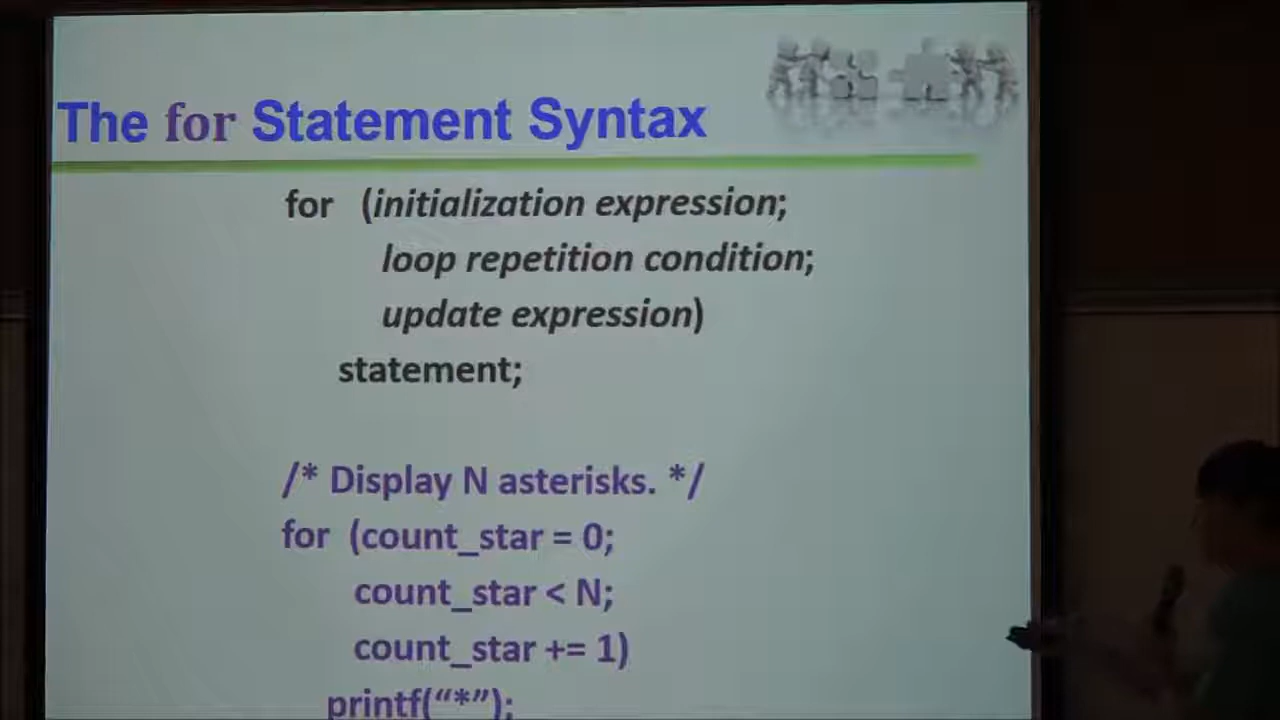 The for Statement Syntax
for (initialization expression;
loop repetition condition;
update expression)
statement;
/* Display N asterisks. */
for (count_star = 0;
count_star < N;
count_star += 1)
printf(“*”);